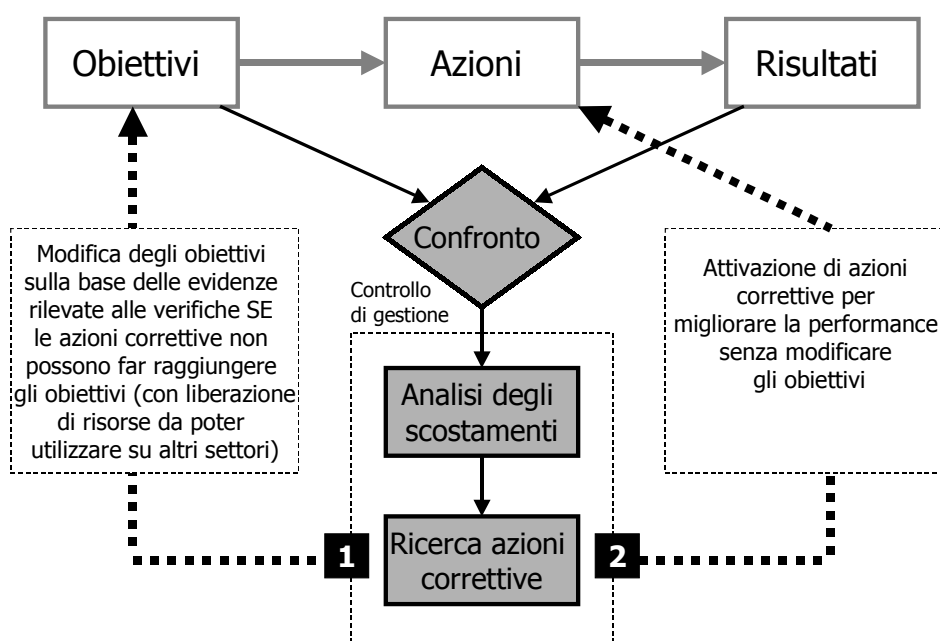 Obiettivi
Azioni
Risultati
Confronto
Modifica degli obiettivi
sulla base delle evidenze
rilevate alle verifiche SE
le azioni correttive non
possono far raggiungere
gli obiettivi (con liberazione
di risorse da poter
utilizzare su altri settori)
Controllo
di gestione
Attivazione di azioni
correttive per
migliorare la performance
senza modificare
gli obiettivi
Analisi degli
scostamenti
1
Ricerca azioni
correttive
2